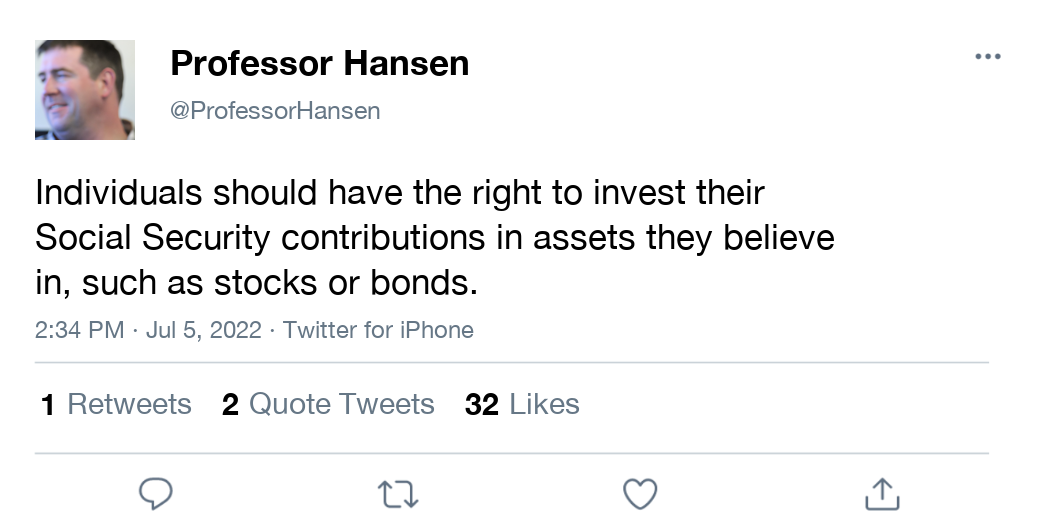 Professor Hansen
@ProfessorHansen
Individuals should have the right to invest their
Social Security contributions in assets they believe
in, such as stocks or bonds.
2:34 PM · Jul 5, 2022 · Twitter for iPhone
1 Retweets 2 Quote Tweets 32 Likes